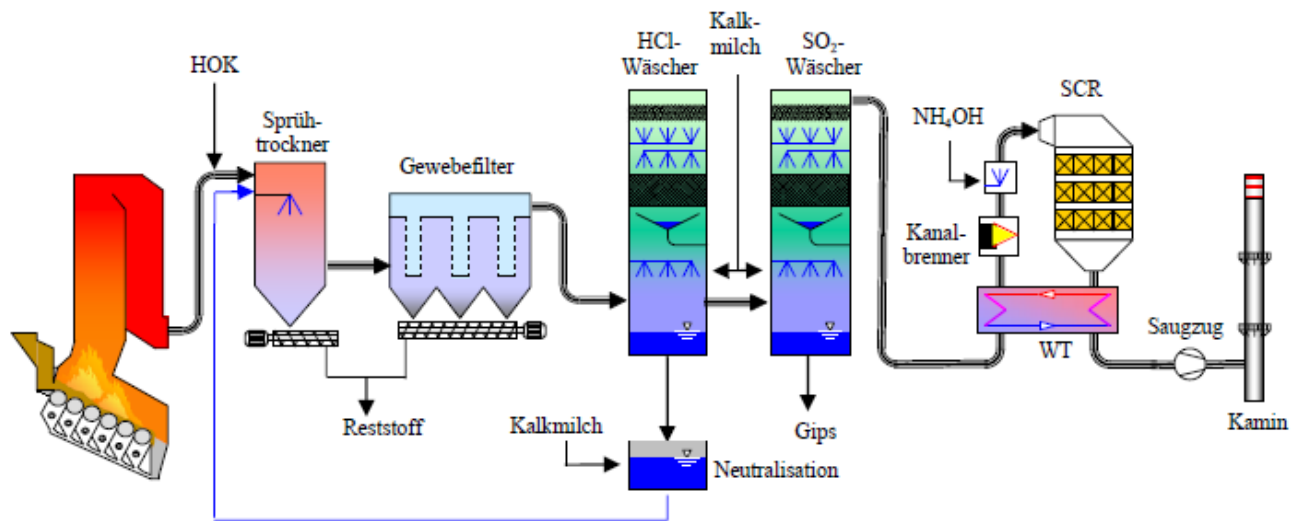 HOK
Sprüh-
trockner
Gewebefilter
HCl-
Wäscher
Kalk-
milch
SO₂-
Wäscher
NH₄OH
SCR
Kanal-
brenner
WT
Saugzug
Kamin
Reststoff
Kalkmilch
Neutralisation
Gips